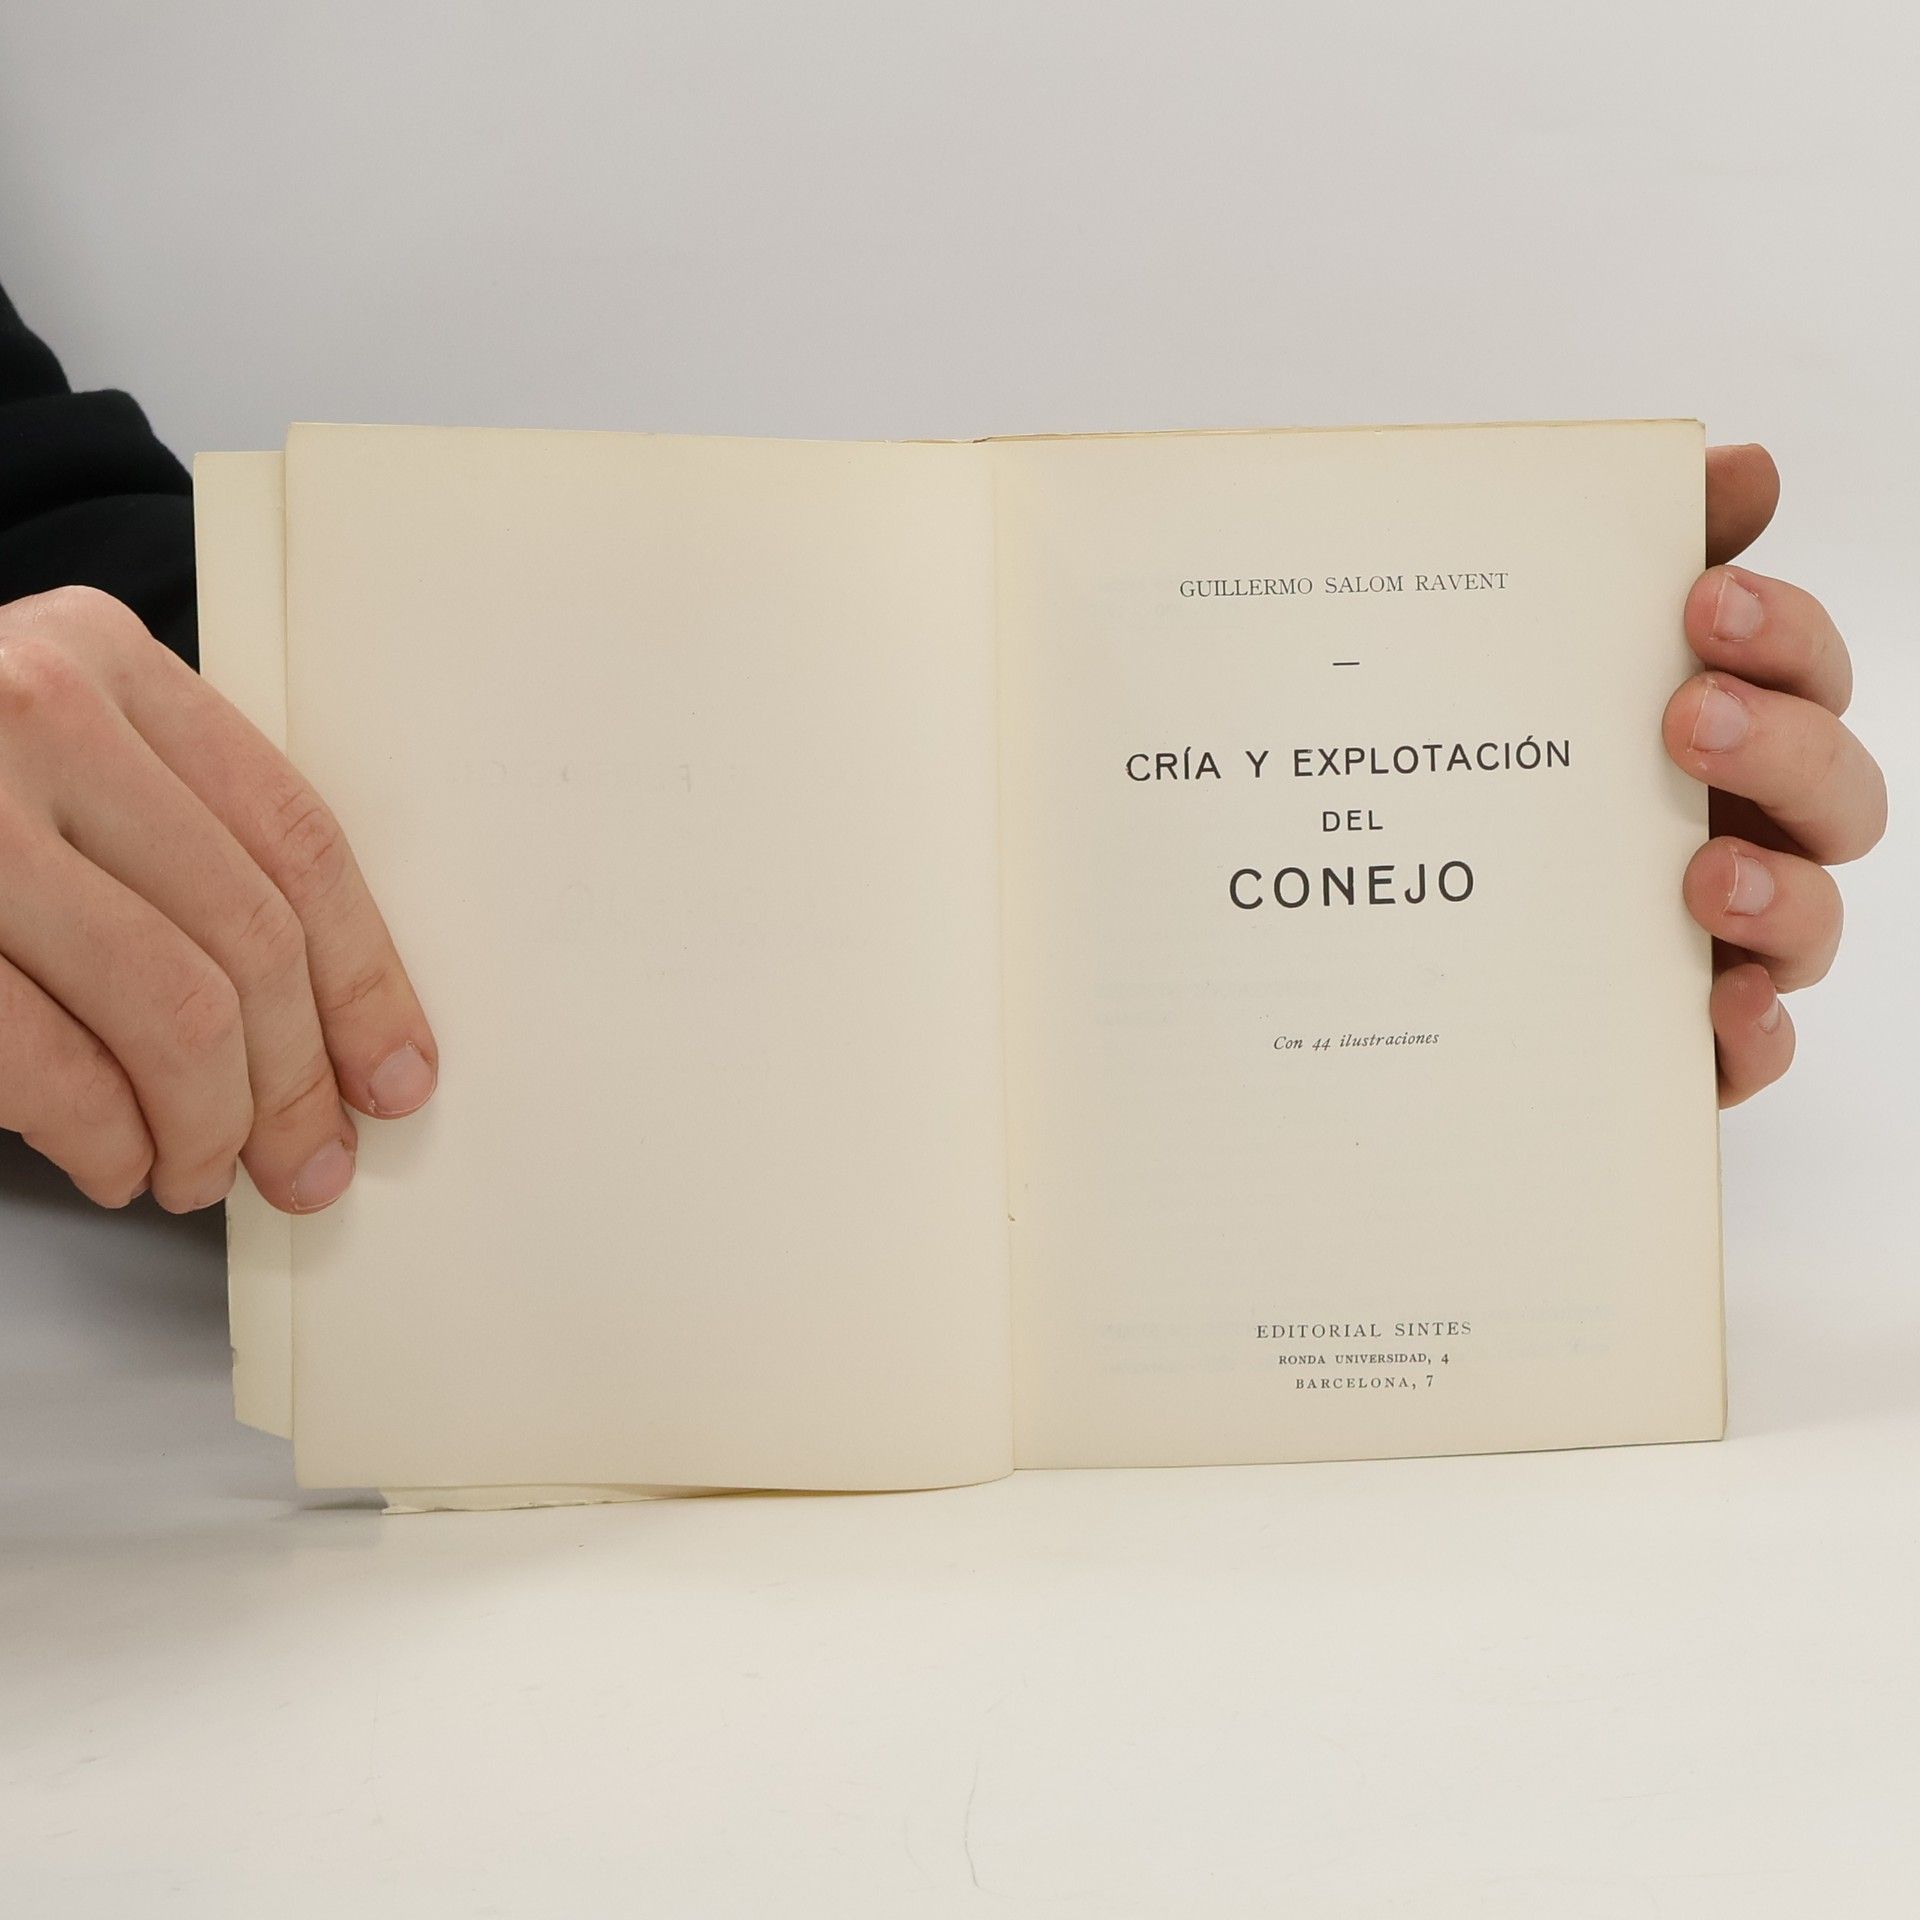 GUILLERMO SALOM RAVENT
—
CRÍA Y EXPLOTACIÓN
DEL
CONEJO
Con 44 ilustraciones
EDITORIAL SINTES
RONDA UNIVERSIDAD, 4
BARCELONA, 7